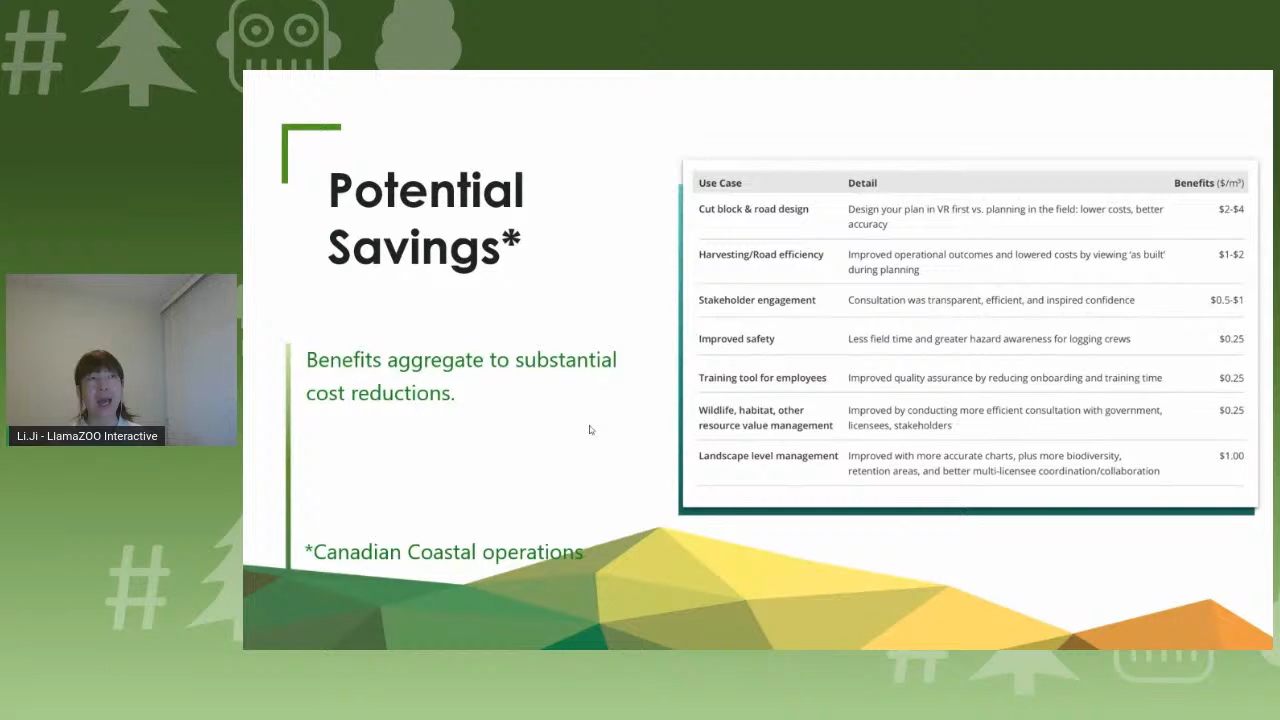 Potential
Savings*
Benefits aggregate to substantial
cost reductions.
*Canadian Coastal operations
Use Case Detail Benefits ($/m³)
Cut block & road design Design your plan in VR first vs. planning in the field: lower costs, better $2-$4
accuracy
Harvesting/Road efficiency Improved operational outcomes and lowered costs by viewing ‘as built’ $1-$2
during planning
Stakeholder engagement Consultation was transparent, efficient, and inspired confidence $0.5-$1
Improved safety Less field time and greater hazard awareness for logging crews $0.25
Training tool for employees Improved quality assurance by reducing onboarding and training time $0.25
Wildlife, habitat, other Improved by conducting more efficient consultation with government, $0.25
resource value management licensees, stakeholders
Landscape level management Improved with more accurate charts, plus more biodiversity, $1.00
retention areas, and better multi-licensee coordination/collaboration
Li.Ji - LlamaZOO Interactive